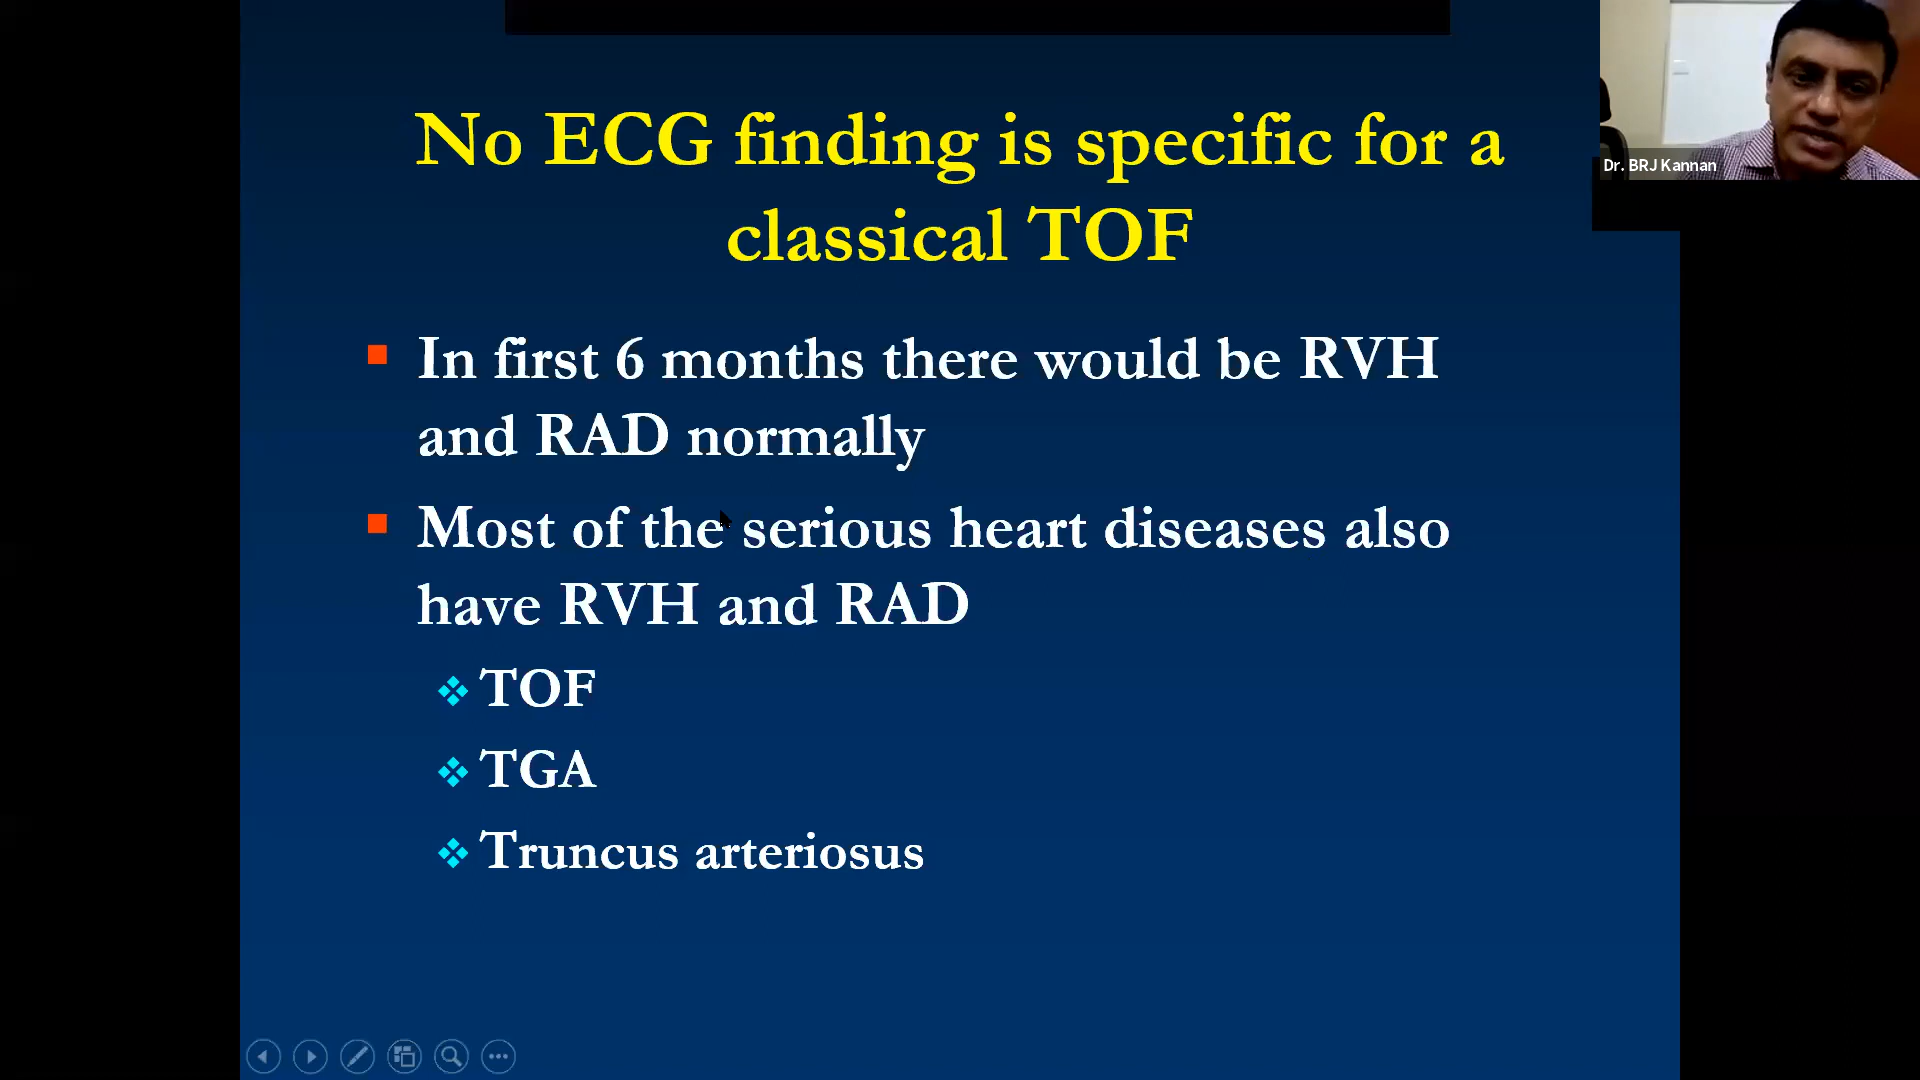 No ECG finding is specific for a
classical TOF
Dr. BRJ Kannan
In first 6 months there would be RVH
and RAD normally
Most of the serious heart diseases also
have RVH and RAD
TOF
TGA
Truncus arteriosus